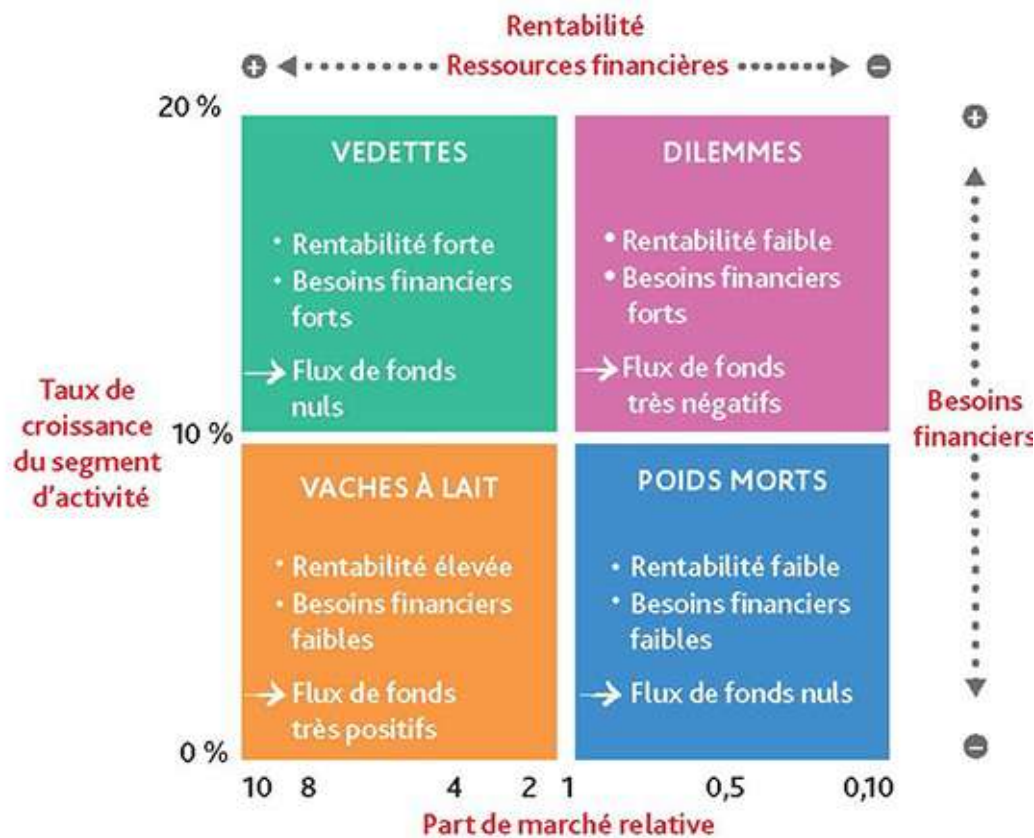 Rentabilité
Ressources financières
20 %
VEDETTES
• Rentabilité forte
• Besoins financiers
forts
→ Flux de fonds
nuls
DILEMMES
• Rentabilité faible
• Besoins financiers
forts
→ Flux de fonds
très négatifs
Taux de
croissance
du segment
d'activité
10 %
Besoins
financiers
VACHES À LAIT
• Rentabilité élevée
• Besoins financiers
faibles
→ Flux de fonds
très positifs
POIDS MORTS
• Rentabilité faible
• Besoins financiers
faibles
→ Flux de fonds nuls
0 %
10 8 4 2 1 0,5 0,10
Part de marché relative